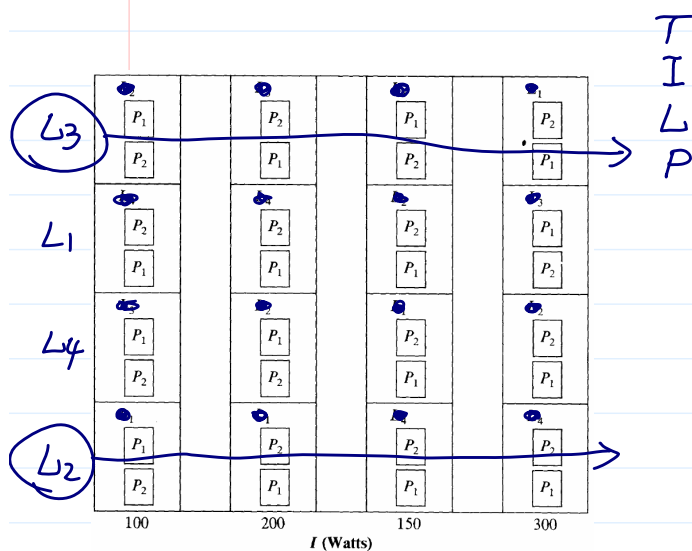 T
I
L
P
L3
P₁ P₂ P₁ P₂
P₂ P₁ P₂ P₁
L1
P₂ P₂ P₂ P₁
P₁ P₁ P₁ P₂
L4
P₁ P₁ P₂ P₂
P₂ P₂ P₁ P₁
L2
P₁ P₂ P₂ P₂
P₂ P₁ P₁ P₁
100 200 150 300
I (Watts)